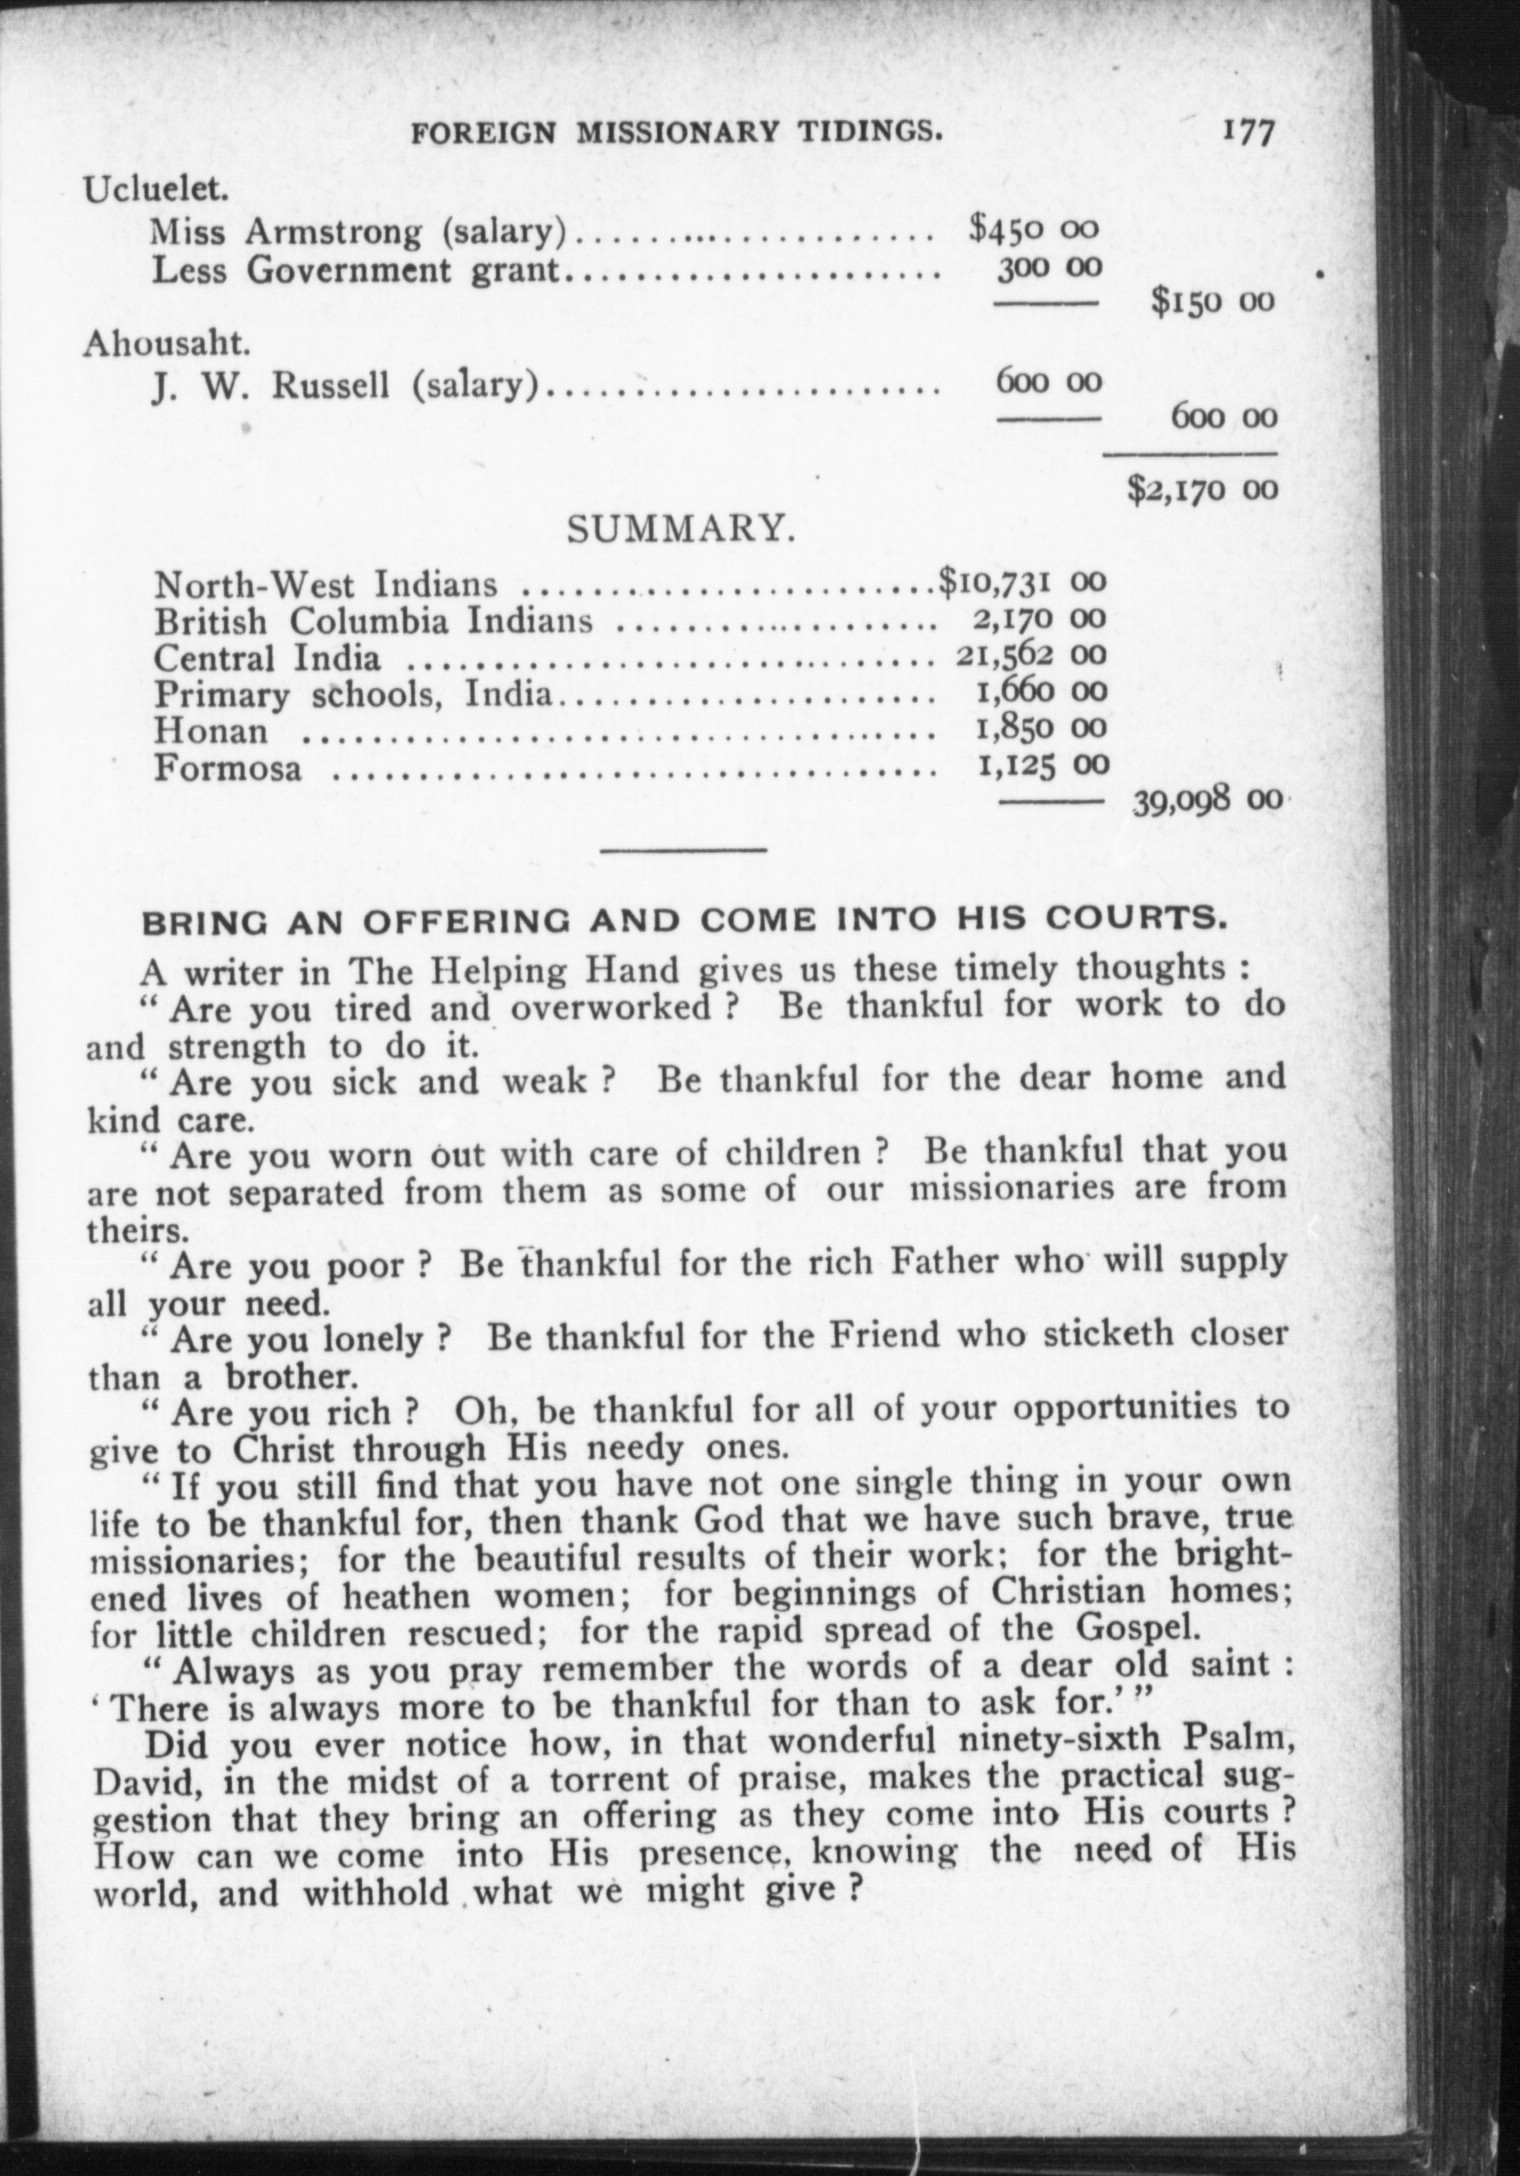 FOREIGN MISSIONARY TIDINGS. 177
Ucluelet.
Miss Armstrong (salary)........................ $450 00
Less Government grant...................... 300 00
$150 00
Ahousaht.
J. W. Russell (salary)....................... 600 00
600 00
$2,170 00
SUMMARY.
North-West Indians ........................$10,731 00
British Columbia Indians ................... 2,170 00
Central India ............................... 21,562 00
Primary schools, India...................... 1,660 00
Honan ..................................... 1,850 00
Formosa ................................... 1,125 00
39,098 00
BRING AN OFFERING AND COME INTO HIS COURTS.
A writer in The Helping Hand gives us these timely thoughts :
“ Are you tired and overworked ? Be thankful for work to do
and strength to do it.
“ Are you sick and weak ? Be thankful for the dear home and
kind care.
“ Are you worn out with care of children ? Be thankful that you
are not separated from them as some of our missionaries are from
theirs.
“ Are you poor ? Be thankful for the rich Father who will supply
all your need.
“ Are you lonely ? Be thankful for the Friend who sticketh closer
than a brother.
“ Are you rich ? Oh, be thankful for all of your opportunities to
give to Christ through His needy ones.
“ If you still find that you have not one single thing in your own
life to be thankful for, then thank God that we have such brave, true
missionaries; for the beautiful results of their work; for the bright-
ened lives of heathen women; for beginnings of Christian homes;
for little children rescued; for the rapid spread of the Gospel.
“ Always as you pray remember the words of a dear old saint :
‘ There is always more to be thankful for than to ask for.’ ”
Did you ever notice how, in that wonderful ninety-sixth Psalm,
David, in the midst of a torrent of praise, makes the practical sug-
gestion that they bring an offering as they come into His courts ?
How can we come into His presence, knowing the need of His
world, and withhold what we might give ?